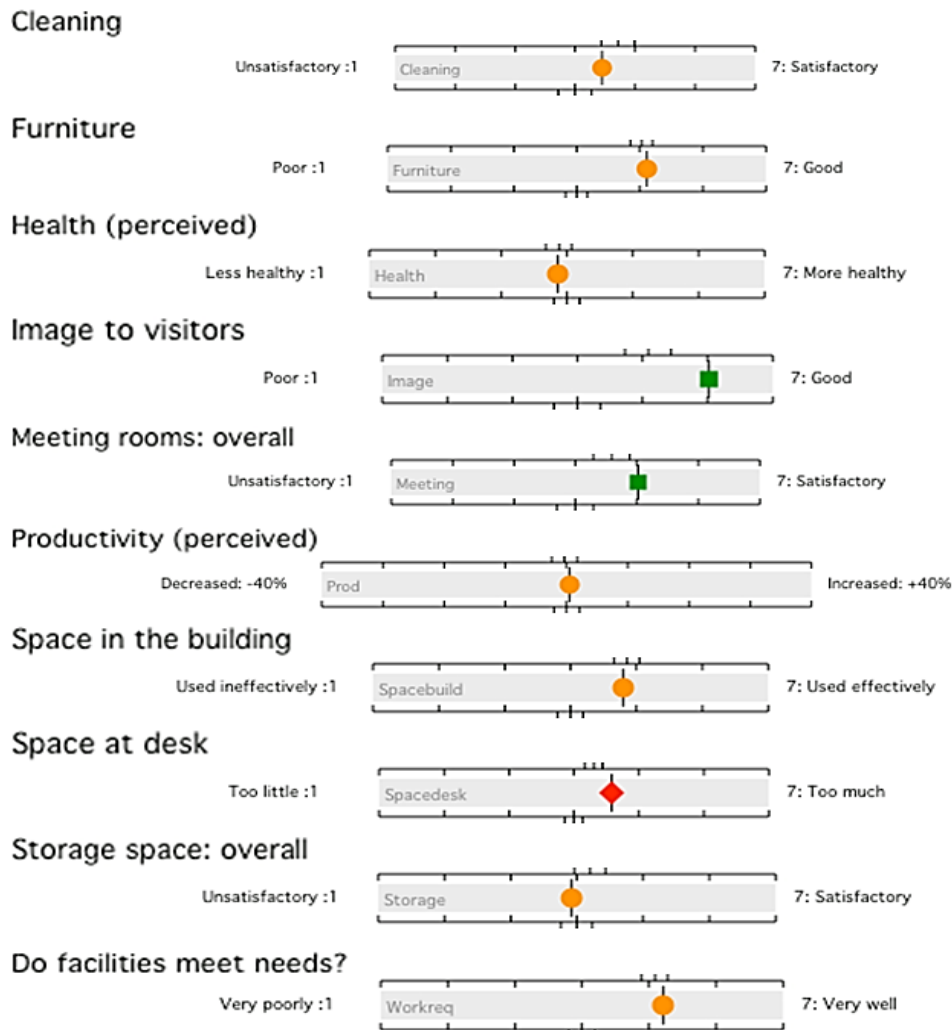 Cleaning
Unsatisfactory :1 Cleaning 7: Satisfactory
Furniture
Poor :1 Furniture 7: Good
Health (perceived)
Less healthy :1 Health 7: More healthy
Image to visitors
Poor :1 Image 7: Good
Meeting rooms: overall
Unsatisfactory :1 Meeting 7: Satisfactory
Productivity (perceived)
Decreased: -40% Prod Increased: +40%
Space in the building
Used ineffectively :1 Spacebuild 7: Used effectively
Space at desk
Too little :1 Spacedesk 7: Too much
Storage space: overall
Unsatisfactory :1 Storage 7: Satisfactory
Do facilities meet needs?
Very poorly :1 Workreq 7: Very well